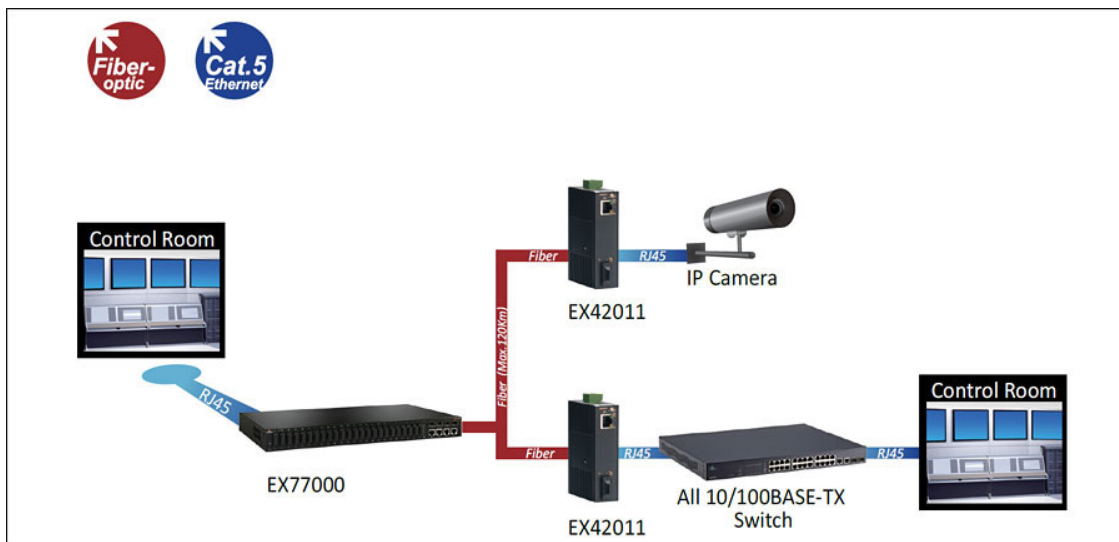 Fiber-
optic
Cat.5
Ethernet
Control Room
RJ45
EX77000
Fiber (Max.120Km)
Fiber
EX42011
RJ45
IP Camera
Fiber
EX42011
RJ45
All 10/100BASE-TX
Switch
RJ45
Control Room